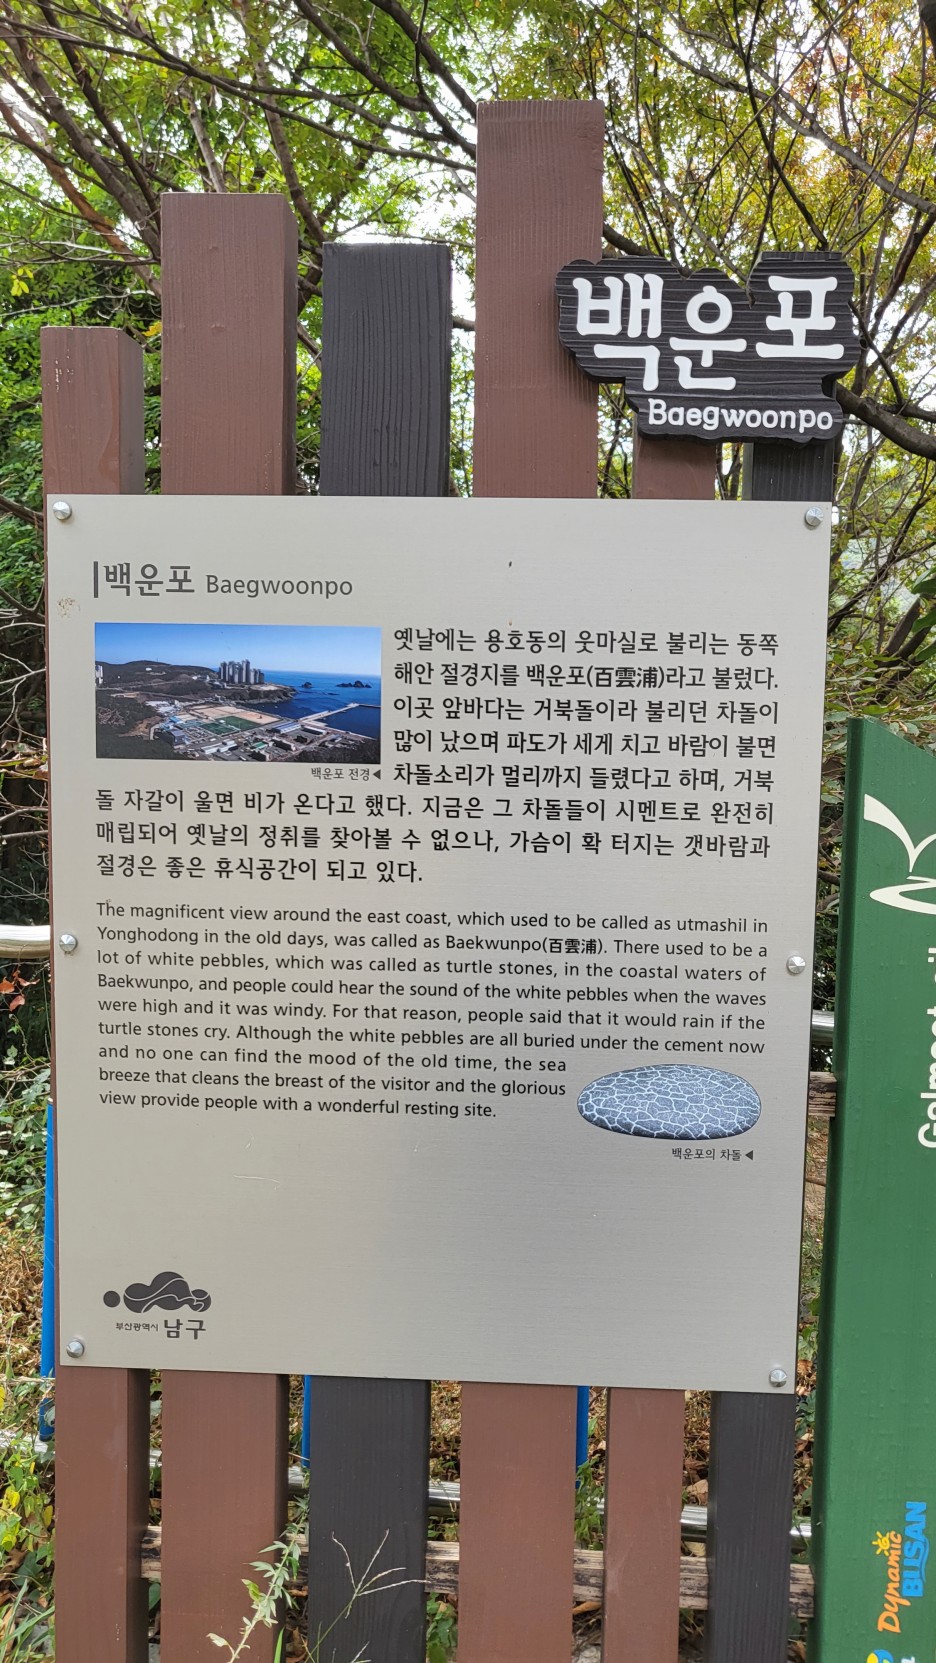 백운포
Baegwoonpo
백운포 Baegwoonpo
옛날에는 용호동의 웃마실로 불리는 동쪽
해안 절경지를 백운포(百雲浦)라고 불렀다.
이곳 앞바다는 거북돌이라 불리던 차돌이
많이 났으며 파도가 세게 치고 바람이 불면
차돌소리가 멀리까지 들렸다고 하며, 거북
돌 자갈이 울면 비가 온다고 했다. 지금은 그 차돌들이 시멘트로 완전히
매립되어 옛날의 정취를 찾아볼 수 없으나, 가슴이 확 터지는 갯바람과
절경은 좋은 휴식공간이 되고 있다.
백운포 전경◀
The magnificent view around the east coast, which used to be called as utmashil in
Yonghodong in the old days, was called as Baekwunpo(百雲浦). There used to be a
lot of white pebbles, which was called as turtle stones, in the coastal waters of
Baekwunpo, and people could hear the sound of the white pebbles when the waves
were high and it was windy. For that reason, people said that it would rain if the
turtle stones cry. Although the white pebbles are all buried under the cement now
and no one can find the mood of the old time, the sea
breeze that cleans the breast of the visitor and the glorious
view provide people with a wonderful resting site.
백운포의 차돌◀
부산광역시 남구
Dynamic
BUSAN